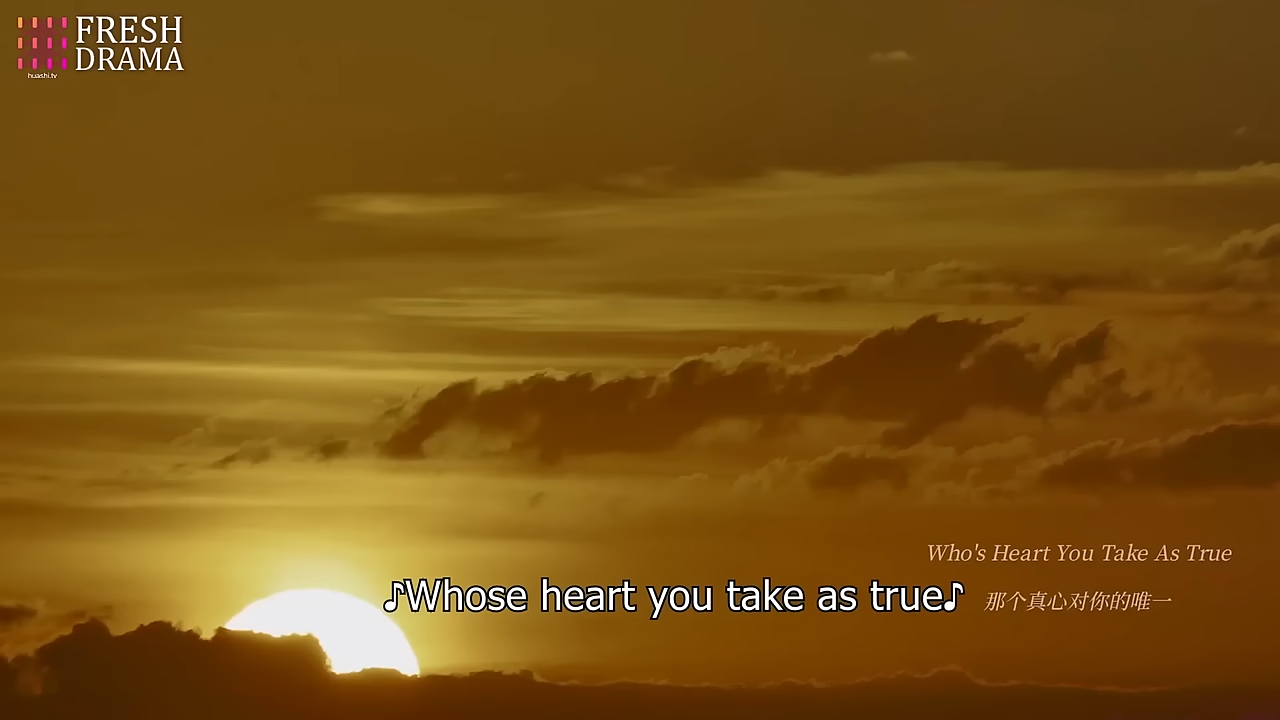 FRESH
DRAMA
huashi.tv
Who's Heart You Take As True
♪Whose heart you take as true♪
那个真心对你的唯一